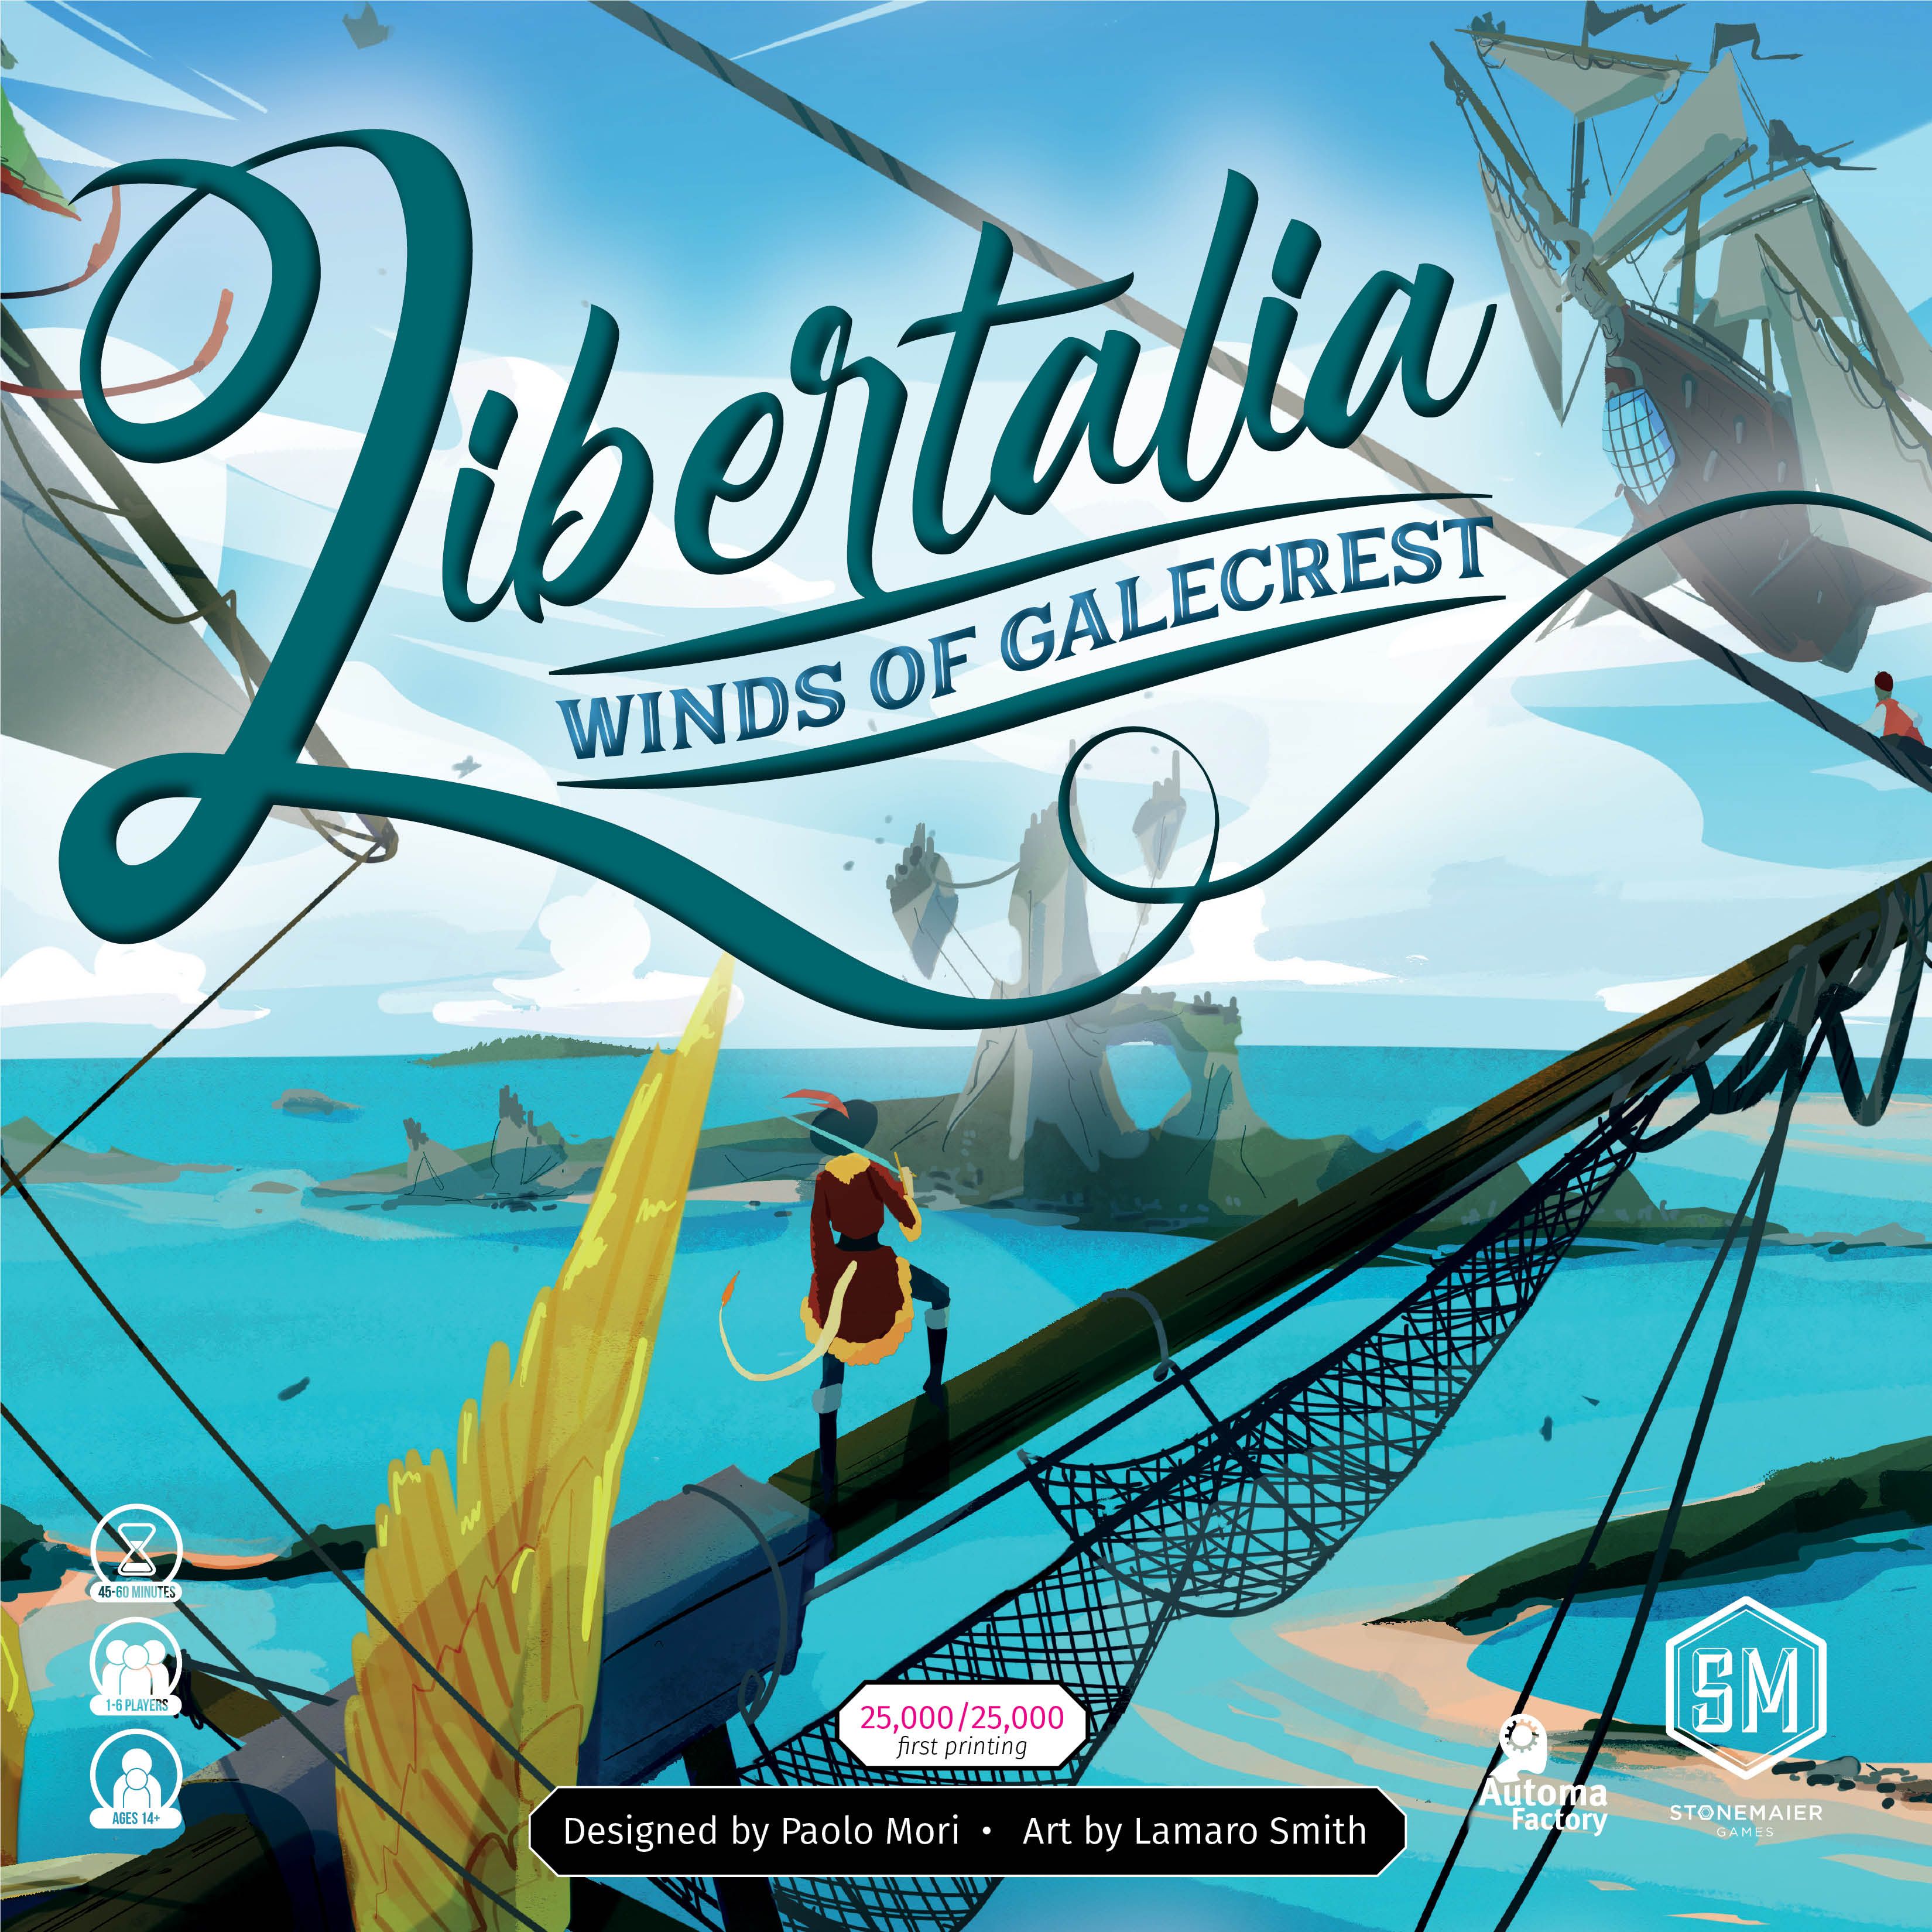 Libertalia
WINDS OF GALECREST
45-60 MINUTES
1-6 PLAYERS
AGES 14+
25,000/25,000
first printing
Designed by Paolo Mori • Art by Lamaro Smith
Automa
Factory
SM
STONEMAIER
GAMES